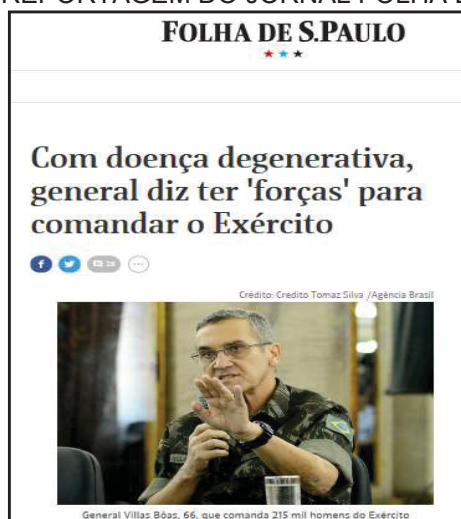 REPORTAGEM DO JORNAL FOLHA
FOLHA DE S.PAULO
Com doença degenerativa,
general diz ter 'forças' para
comandar o Exército
Crédito: Credito Tomaz Silva /Agência Brasil
General Villas Bôas, 66, que comanda 215 mil homens do Exército